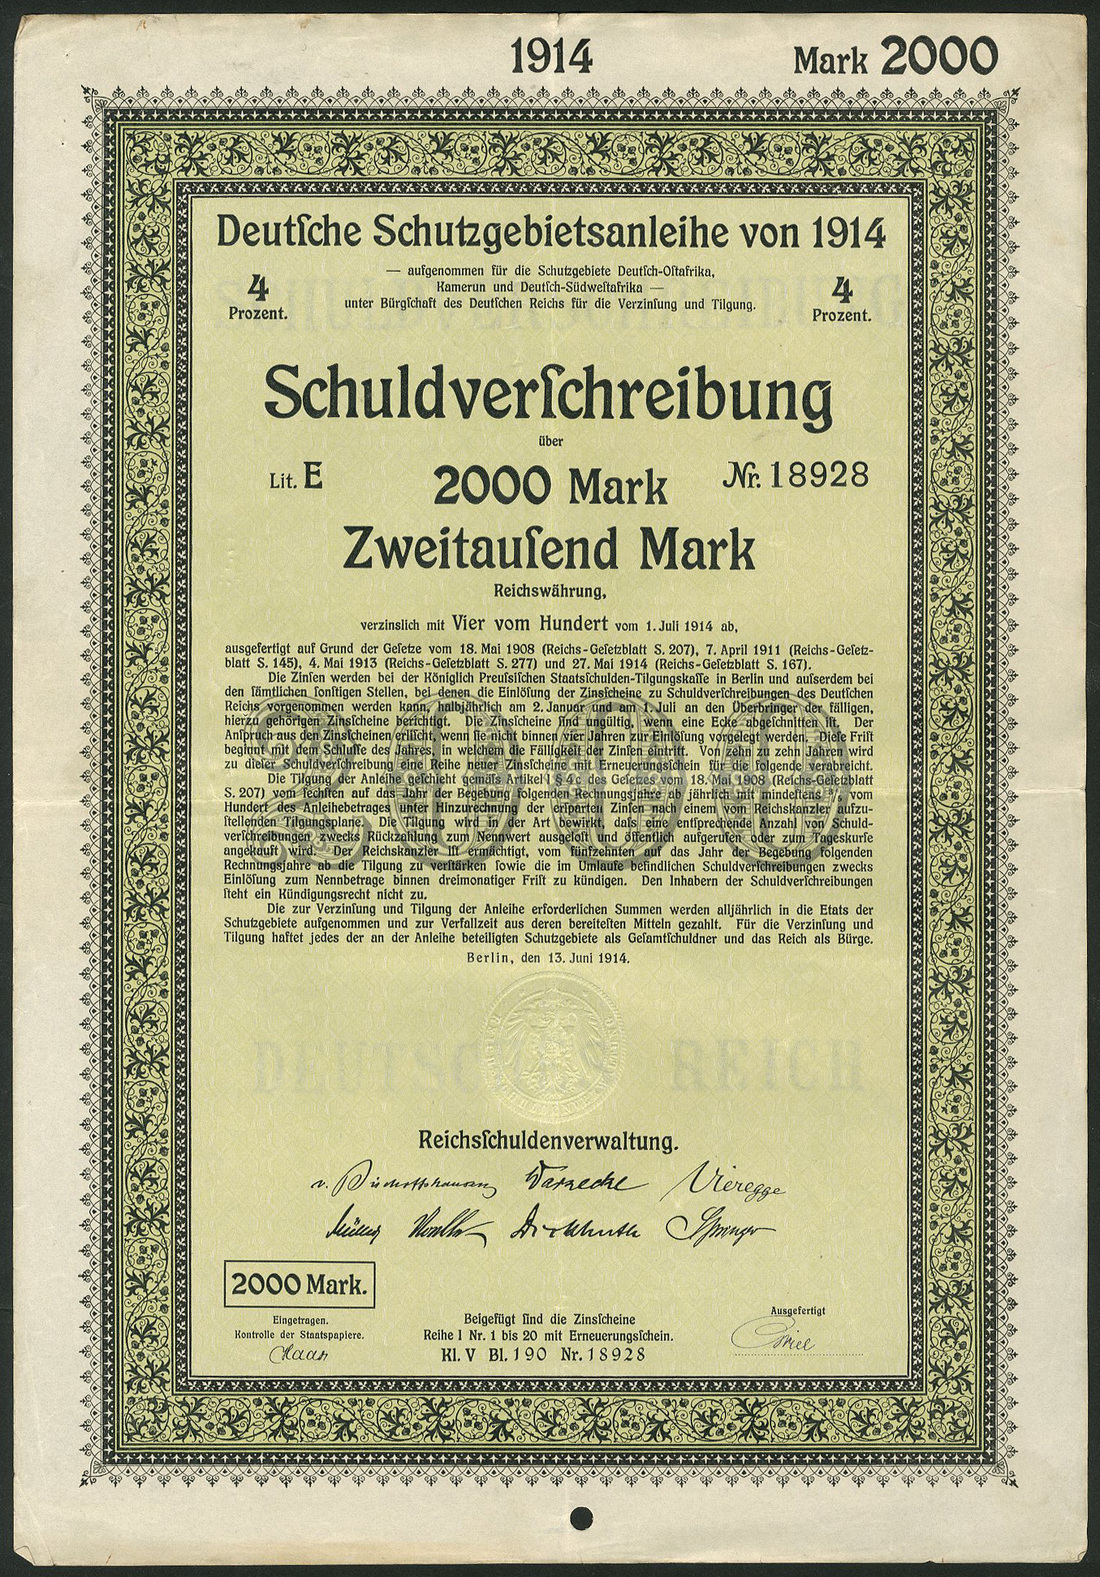 1914
Mark 2000
Deutſche Schutzgebietsanleihe von 1914
— aufgenommen für die Schutzgebiete Deutſch-Oſtafrika,
Kamerun und Deutſch-Südweſtafrika —
unter Bürgſchaft des Deutſchen Reichs für die Verzinſung und Tilgung.
4
Prozent.
4
Prozent.
Schuldverſchreibung
über
Lit. E
2000 Mark
Nr. 18928
Zweitauſend Mark
Reichswährung,
verzinslich mit Vier vom Hundert vom 1. Juli 1914 ab,
ausgefertigt auf Grund der Geſetze vom 18. Mai 1908 (Reichs-Geſetzblatt S. 207), 7. April 1911 (Reichs-Geſetz-
blatt S. 145), 4. Mai 1913 (Reichs-Geſetzblatt S. 277) und 27. Mai 1914 (Reichs-Geſetzblatt S. 167).
Die Zinſen werden bei der Königlich Preuſsiſchen Staatsſchulden-Tilgungskaſſe in Berlin und auſserdem bei
den ſämtlichen ſonſtigen Stellen, bei denen die Einlöſung der Zinsſcheine zu Schuldverſchreibungen des Deutſchen
Reichs vorgenommen werden kann, halbjährlich am 2. Januar und 1. Juli an den Überbringer der fälligen,
hierzu gehörigen Zinsſcheine berichtigt. Die Zinsſcheine ſind ungültig, wenn eine Ecke abgeſchnitten iſt. Der
Anſpruch aus den Zinsſcheinen erliſcht, wenn ſie nicht binnen vier Jahren zur Einlöſung vorgelegt werden. Dieſe Friſt
beginnt mit dem Schluſſe des Jahres, in welchem die Fälligkeit der Zinſen eintritt. Von zehn zu zehn Jahren wird
zu dieſer Schuldverſchreibung eine Reihe neuer Zinsſcheine mit Erneuerungsſchein für die folgende verabreicht.
Die Tilgung der Anleihe geſchieht gemäſs Artikel I § 4c des Geſetzes vom 18. Mai 1908 (Reichs-Geſetzblatt
S. 207) vom ſechſten auf das Jahr der Begebung folgenden Rechnungsjahre ab jährlich mit mindeſtens vom
Hundert des Anleihebetrages unter Hinzurechnung der erſparten Zinſen nach einem vom Reichskanzler aufzu-
ſtellenden Tilgungsplane. Die Tilgung wird in der Art bewirkt, daſs eine entſprechende Anzahl von Schuld-
verſchreibungen zwecks Rückzahlung zum Nennwert ausgeloſt und öffentlich aufgerufen oder zum Tageskurſe
angekauft wird. Der Reichskanzler iſt berechtigt, vom fünfzehnten auf das Jahr der Begebung folgenden
Rechnungsjahre ab die Tilgung zu verſtärken ſowie die im Umlaufe befindlichen Schuldverſchreibungen zwecks
Einlöſung zum Nennbetrage binnen dreimonatiger Friſt zu kündigen. Den Inhabern der Schuldverſchreibungen
ſteht ein Kündigungsrecht nicht zu.
Die zur Verzinſung und Tilgung der Anleihe erforderlichen Summen werden alljährlich in die Etats der
Schutzgebiete aufgenommen und zur Verfallzeit aus deren bereiteſten Mitteln gezahlt. Für die Verzinſung und
Tilgung haftet jedes der an der Anleihe beteiligten Schutzgebiete als Geſamtſchuldner und das Reich als Bürge.
Berlin, den 13. Juni 1914.
DEUTSCHES REICH
Reichsſchuldenverwaltung.
v. Bischoffshausen Warnecke Vieregge
Müller Dickhuth Springer
2000 Mark.
Eingetragen.
Kontrolle der Staatspapiere.
Haas
Beigefügt ſind die Zinsſcheine
Reihe I Nr. 1 bis 20 mit Erneuerungsſchein.
Kl. V Bl. 190 Nr. 18928
Ausgefertigt